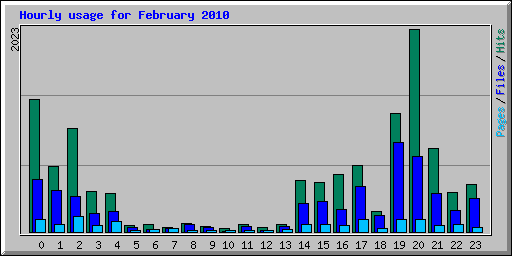 Hourly usage for February 2010
2023
Pages / Files / Hits
0 1 2 3 4 5 6 7 8 9 10 11 12 13 14 15 16 17 18 19 20 21 22 23